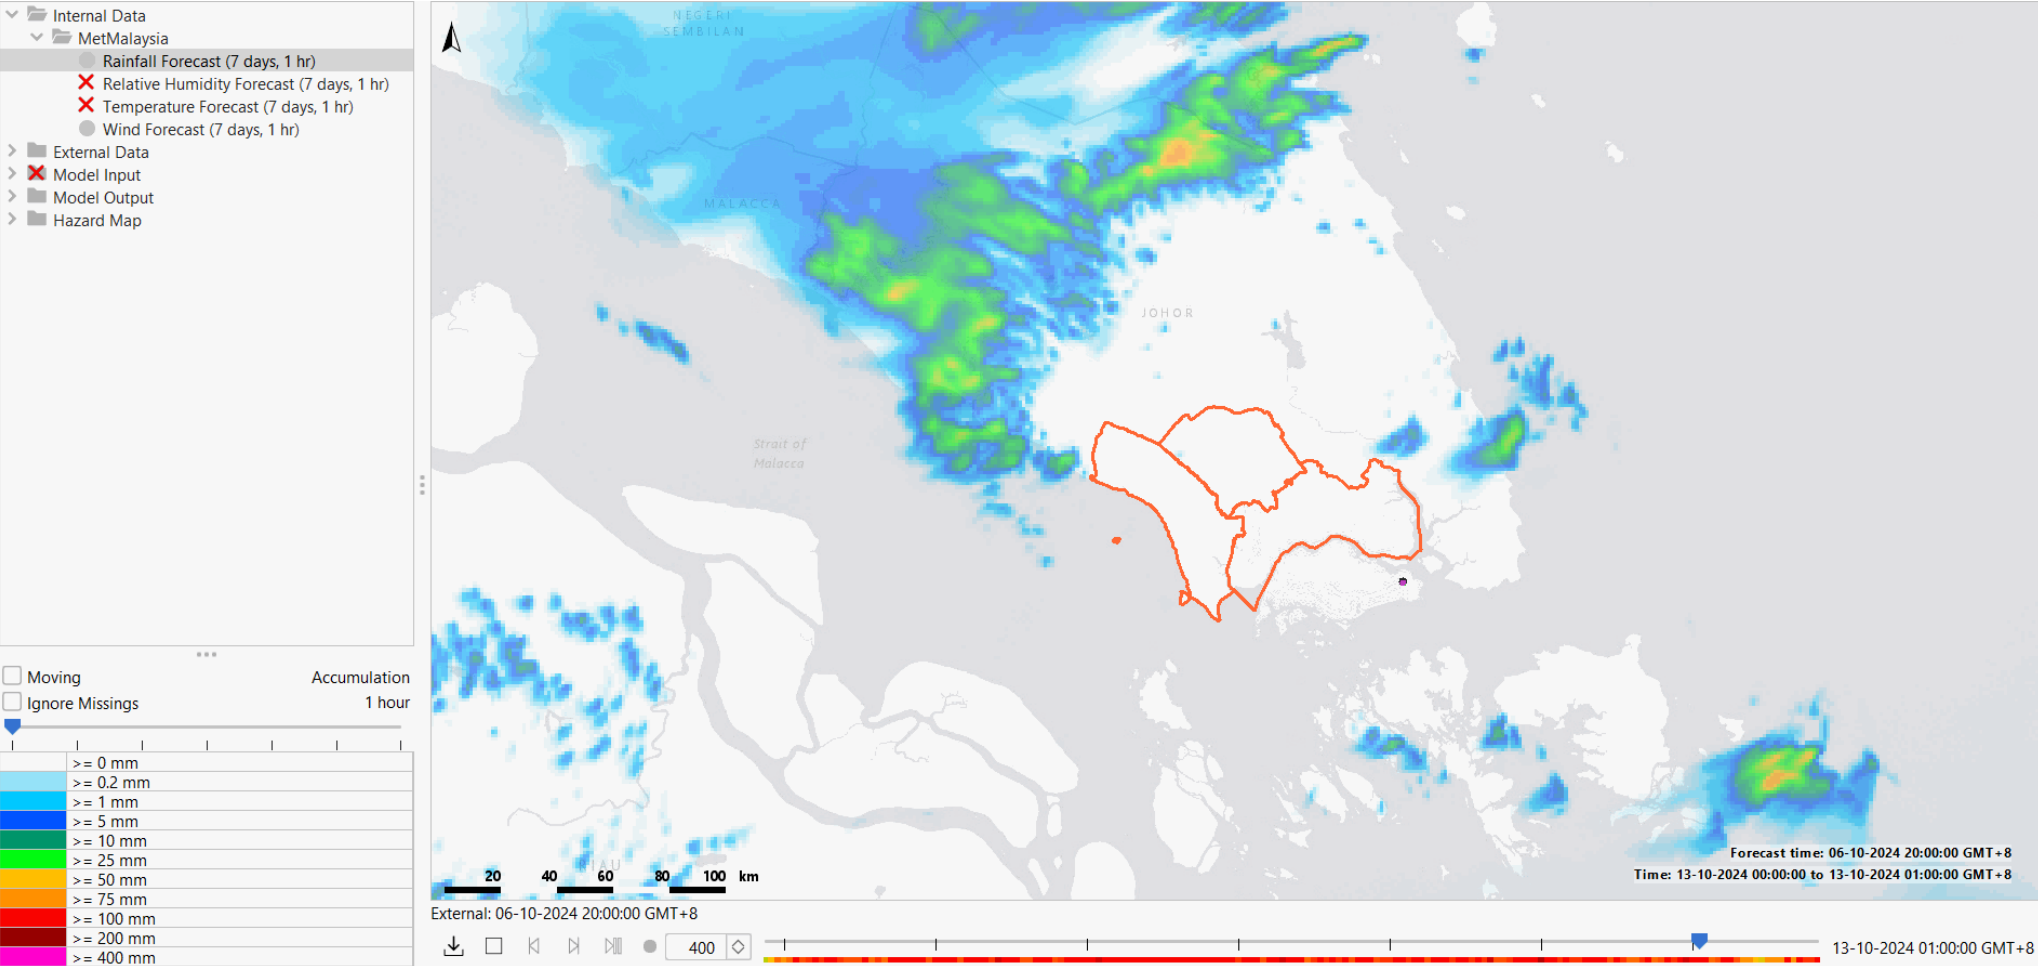 Internal Data
MetMalaysia
Rainfall Forecast (7 days, 1 hr)
Relative Humidity Forecast (7 days, 1 hr)
Temperature Forecast (7 days, 1 hr)
Wind Forecast (7 days, 1 hr)
External Data
Model Input
Model Output
Hazard Map
Moving
Accumulation
Ignore Missings
1 hour
>= 0 mm
>= 0.2 mm
>= 1 mm
>= 5 mm
>= 10 mm
>= 25 mm
>= 50 mm
>= 75 mm
>= 100 mm
>= 200 mm
>= 400 mm
NEGERI
SEMBILAN
MALACCA
JOHOR
Strait of
Malacca
RIAU
20 40 60 80 100 km
Forecast time: 06-10-2024 20:00:00 GMT+8
Time: 13-10-2024 00:00:00 to 13-10-2024 01:00:00 GMT+8
External: 06-10-2024 20:00:00 GMT+8
400
13-10-2024 01:00:00 GMT+8